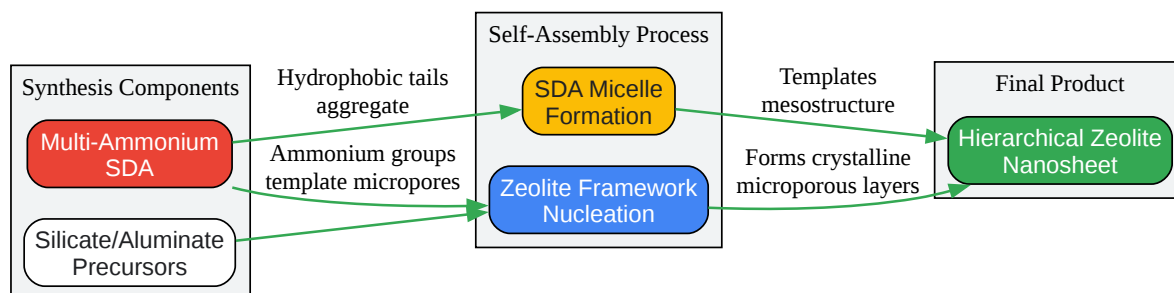 Synthesis Components
Multi-Ammonium
SDA
Silicate/Aluminate
Precursors
Hydrophobic tails
aggregate
Ammonium groups
template micropores
Self-Assembly Process
SDA Micelle
Formation
Zeolite Framework
Nucleation
Templates
mesostructure
Forms crystalline
microporous layers
Final Product
Hierarchical Zeolite
Nanosheet